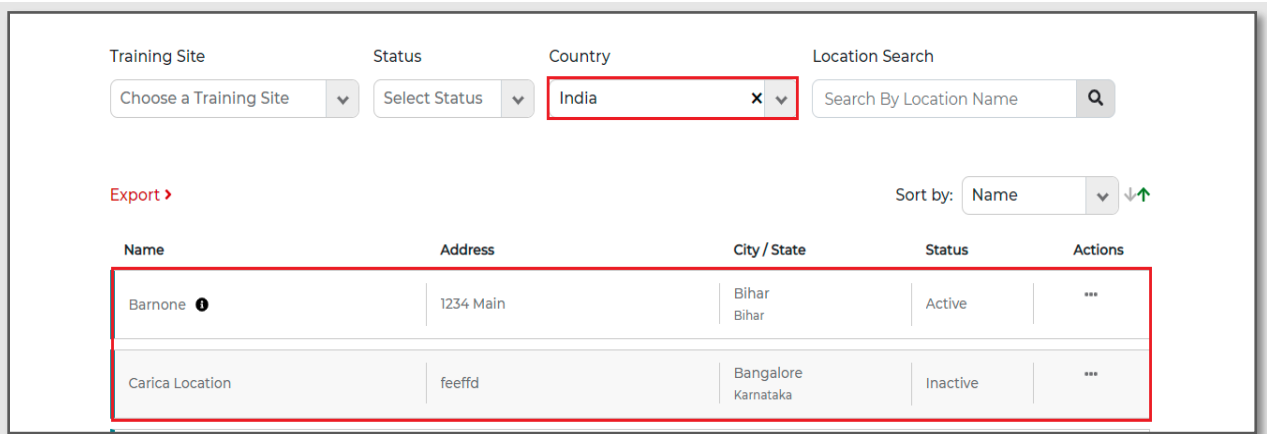 Training Site Status Country Location Search
Choose a Training Site Select Status India x Search By Location Name
Export > Sort by: Name
Name Address City / State Status Actions
Barnone 1234 Main Bihar Active ...
Bihar
Carica Location feeffd Bangalore Inactive ...
Karnataka